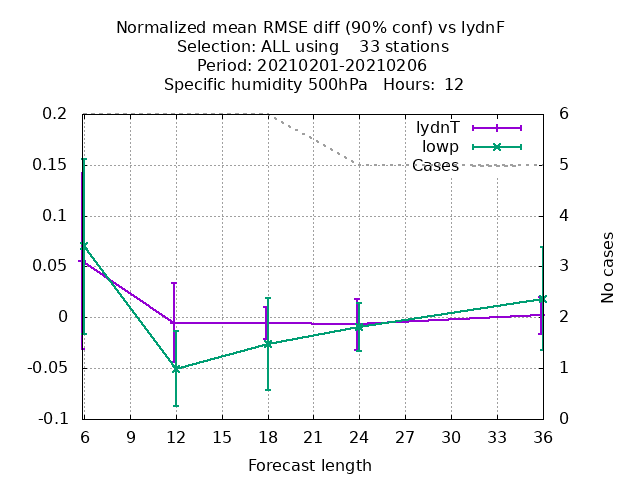 Normalized mean RMSE diff (90% conf) vs lydnF
Selection: ALL using    33 stations
Period: 20210201-20210206
Specific humidity 500hPa   Hours:  12
lydnT
lowp
Cases
0.2
0.15
0.1
0.05
0
-0.05
-0.1
6
5
4
3
2
1
0
No cases
6 9 12 15 18 21 24 27 30 33 36
Forecast length